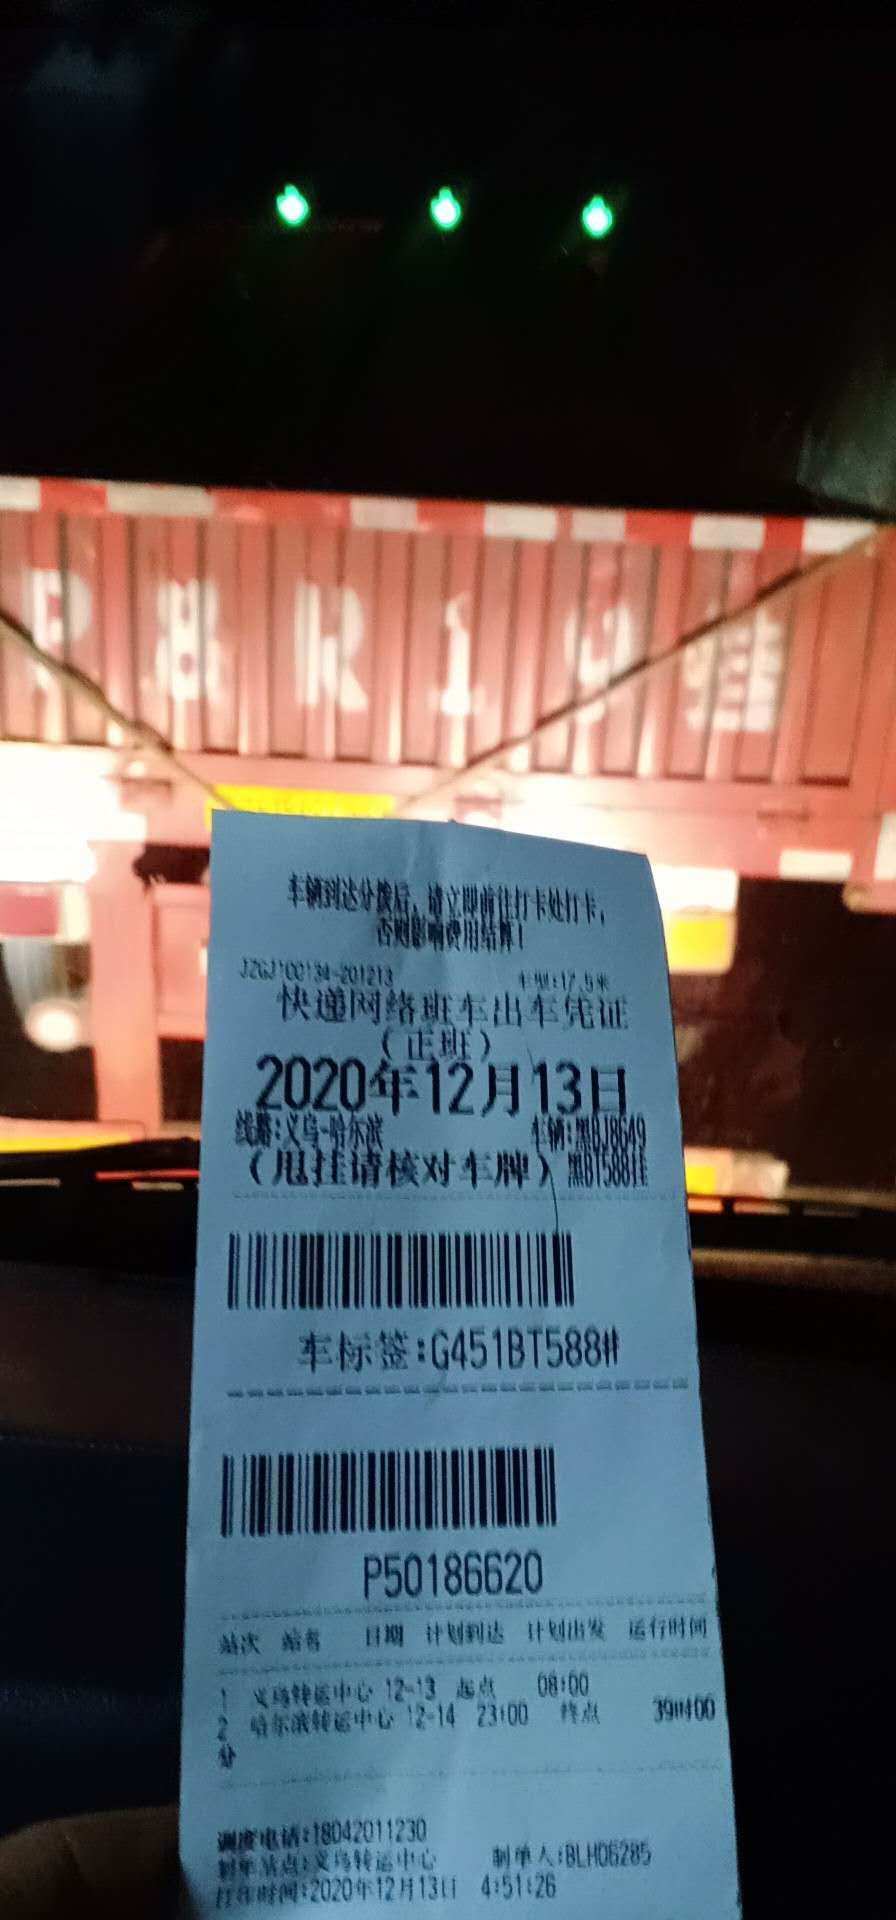 车辆到达分拨后，请立即前往打卡处打卡，
否则影响费用结算！
JZGJ100134-201213 车型:17.5米
快递网络班车出车凭证
（正班）
2020年12月13日
线路:义乌-哈尔滨 车辆:黑BJ8649
（甩挂请核对车牌）黑BT588挂
车标签:G451BT588#
P50186620
站次 站名 日期 计划到达 计划出发 运行时间
1 义乌转运中心 12-13 起点 08:00
2 哈尔滨转运中心 12-14 23:00 终点
分
调度电话:18042011230
制单站点:义乌转运中心 制单人:BLH06285
打印时间:2020年12月13日 4:51:26